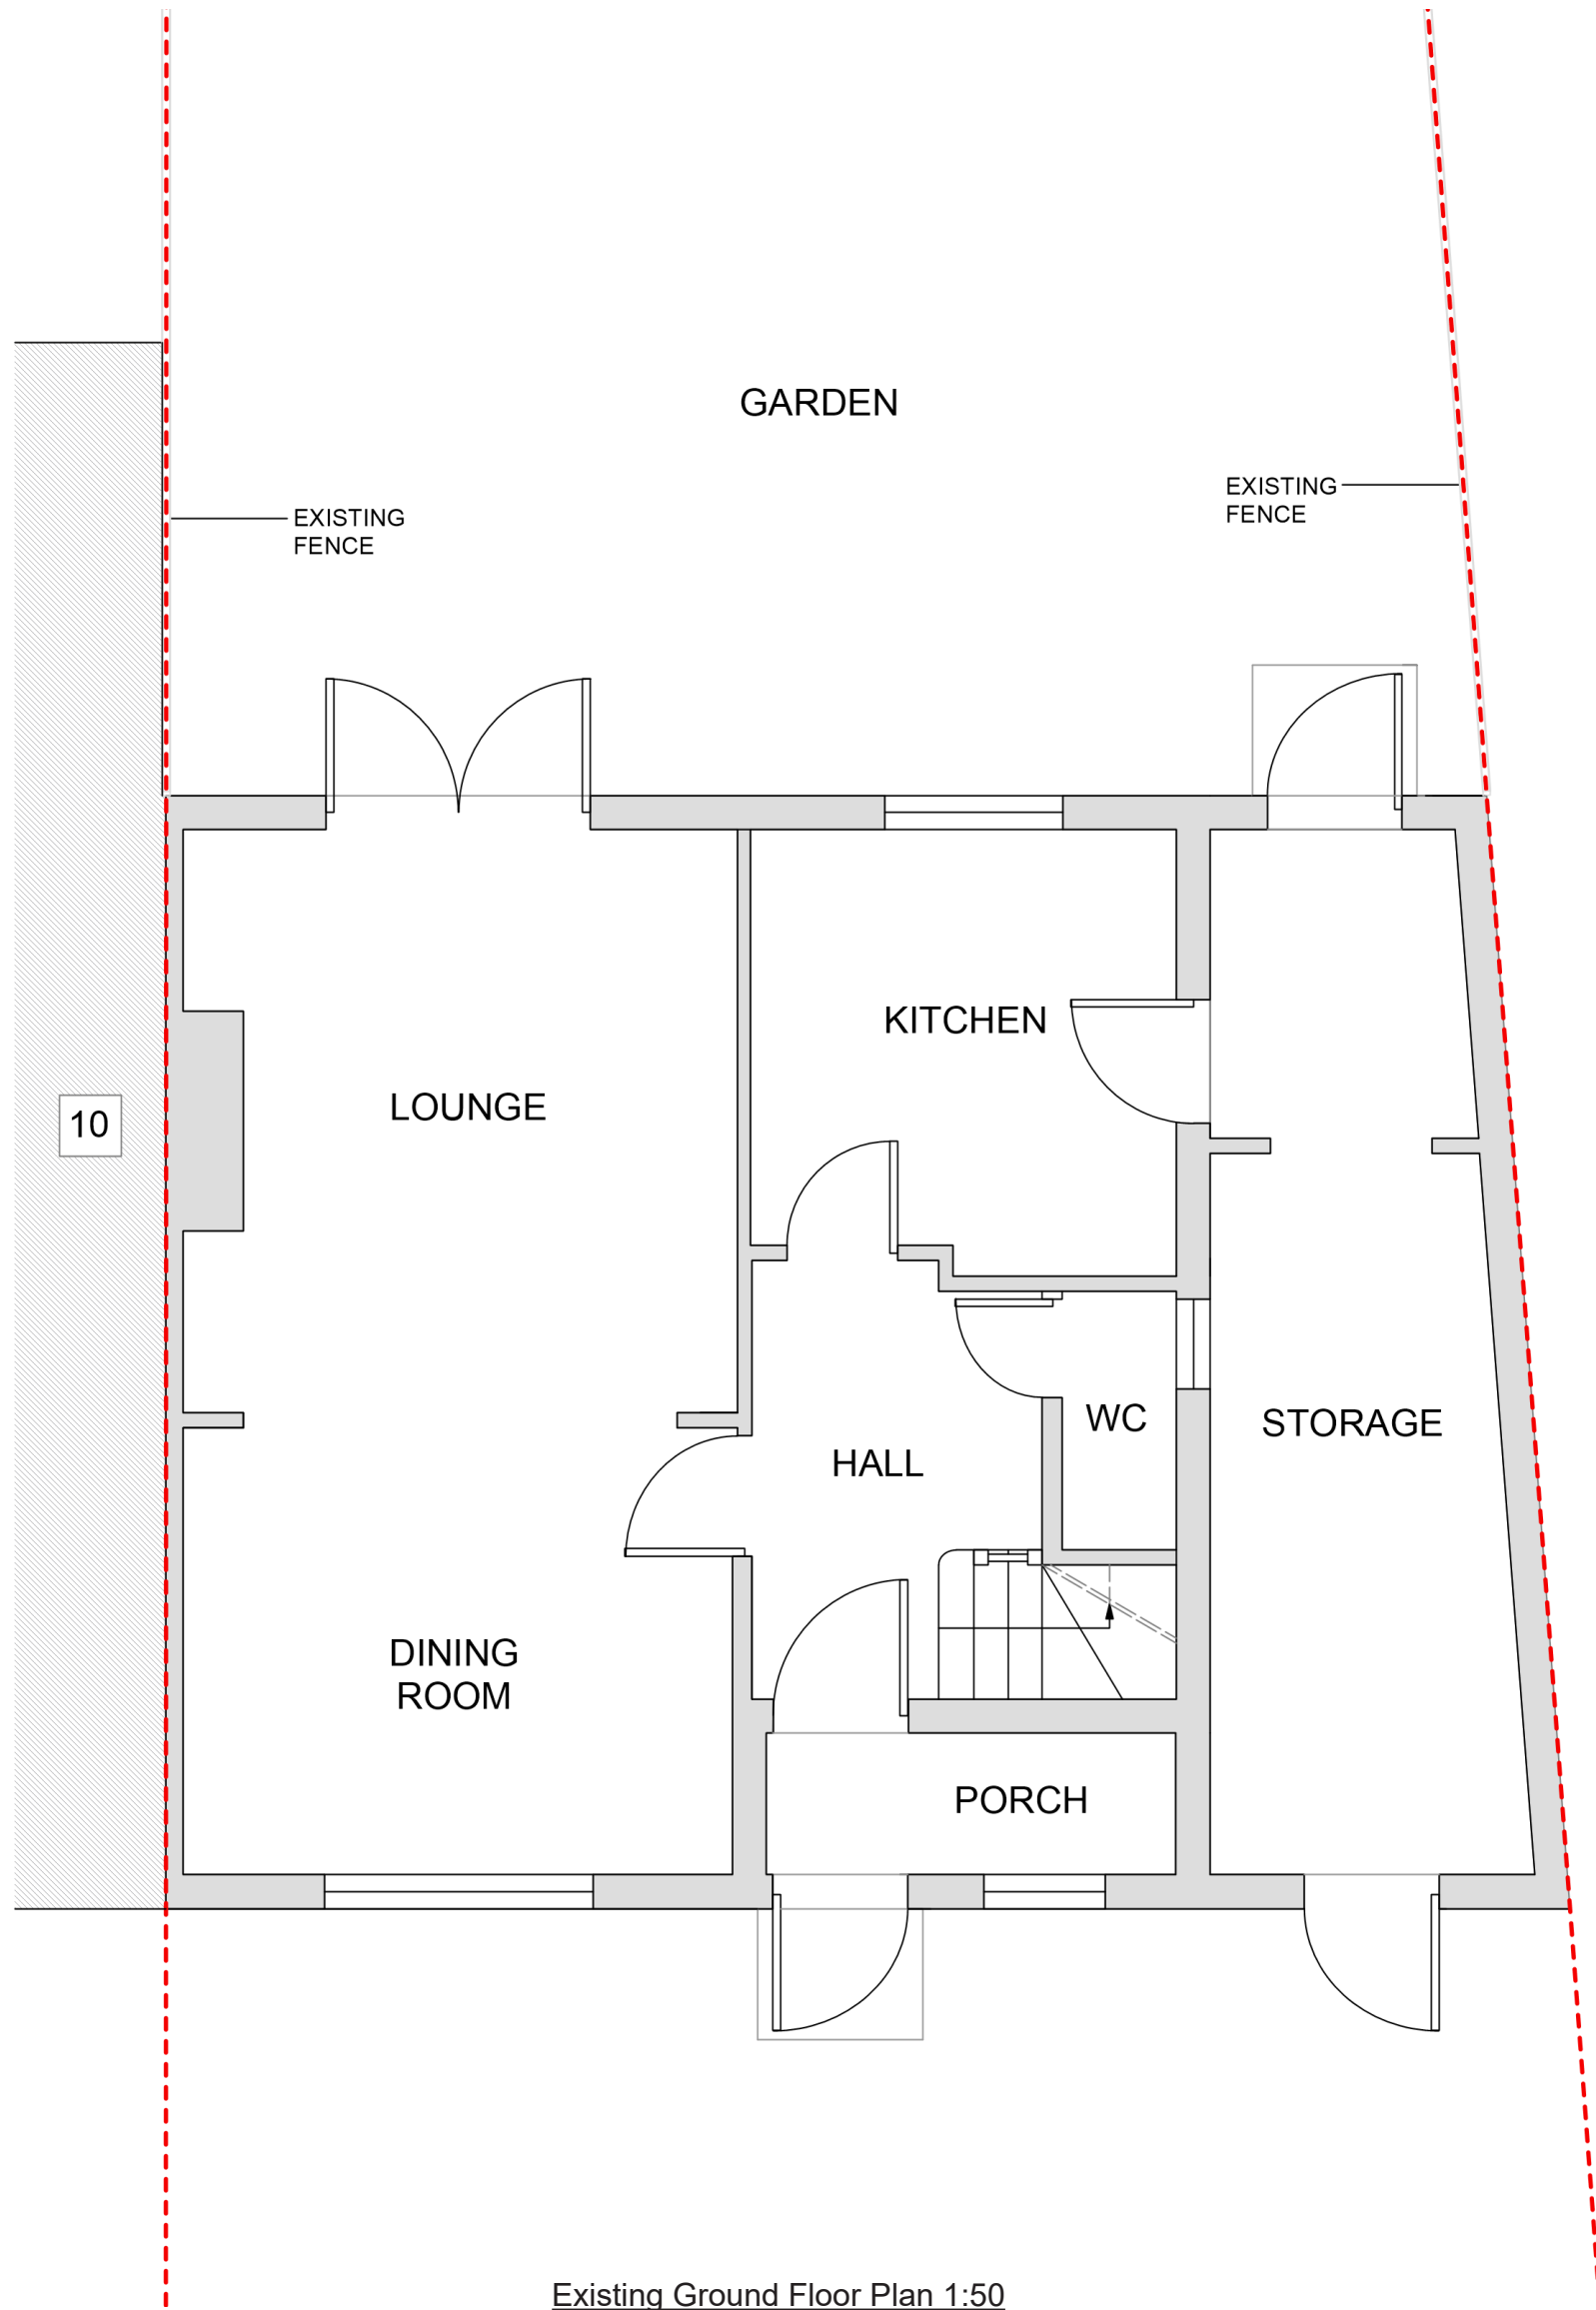 GARDEN
EXISTING
FENCE
EXISTING
FENCE
KITCHEN
LOUNGE
10
WC
STORAGE
HALL
DINING
ROOM
PORCH
Existing Ground Floor Plan 1:50